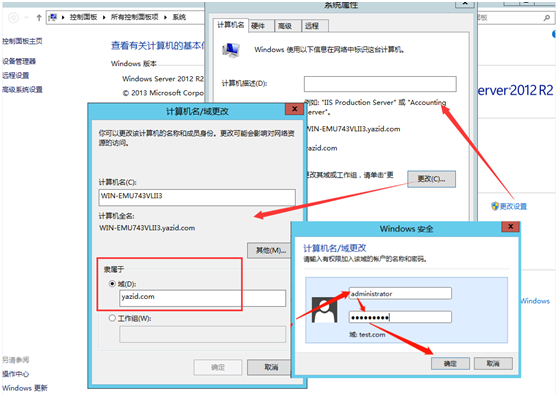 控制面板 ▸ 所有控制面板项 ▸ 系统
控制面板主页
设备管理器
远程设置
高级系统设置
查看有关计算机的基本
Windows 版本
Windows Server 2012 R2
© 2013 Microsoft Corpor
系统属性
计算机名
硬件
高级
远程
Windows 使用以下信息在网络中标识这台计算机。
计算机描述(D):
例如: "IIS Production Server" 或 "Accounting
erver"。
WIN-EMU743VLII3.yazid.com
azid.com
更改其域或工作组，请单击"更
更改(C)...
面板
erver2012 R2
更改设置
Windows
计算机名/域更改
你可以更改该计算机的名称和成员身份。更改可能会影响对网络资
源的访问。
计算机名(C):
WIN-EMU743VLII3
计算机全名:
WIN-EMU743VLII3.yazid.com
其他(M)...
隶属于
域(D):
yazid.com
工作组(W):
确定
取消
Windows 安全
计算机名/域更改
请输入有权限加入该域的帐户的名称和密码。
administrator
●●●●●●●●●
域: test.com
确定
取消
另请参阅
操作中心
Windows 更新